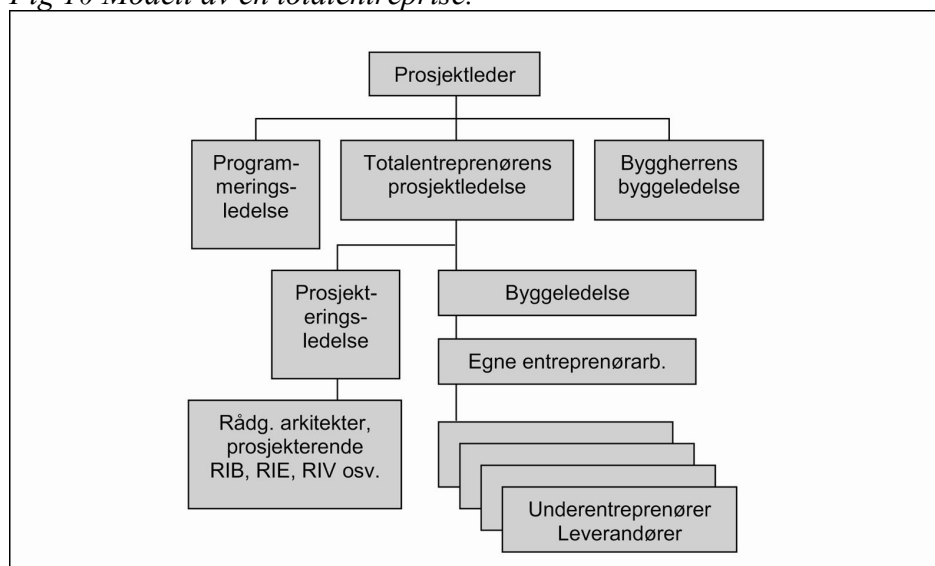 Fig 10 Modell av en totalentreprise.
Prosjektleder
Program-
merings-
ledelse
Totalentreprenørens
prosjektledelse
Byggherrens
byggeledelse
Prosjekt-
erings-
ledelse
Byggeledelse
Egne entreprenørarb.
Rådg. arkitekter,
prosjekterende
RIB, RIE, RIV osv.
Underentreprenører
Leverandører